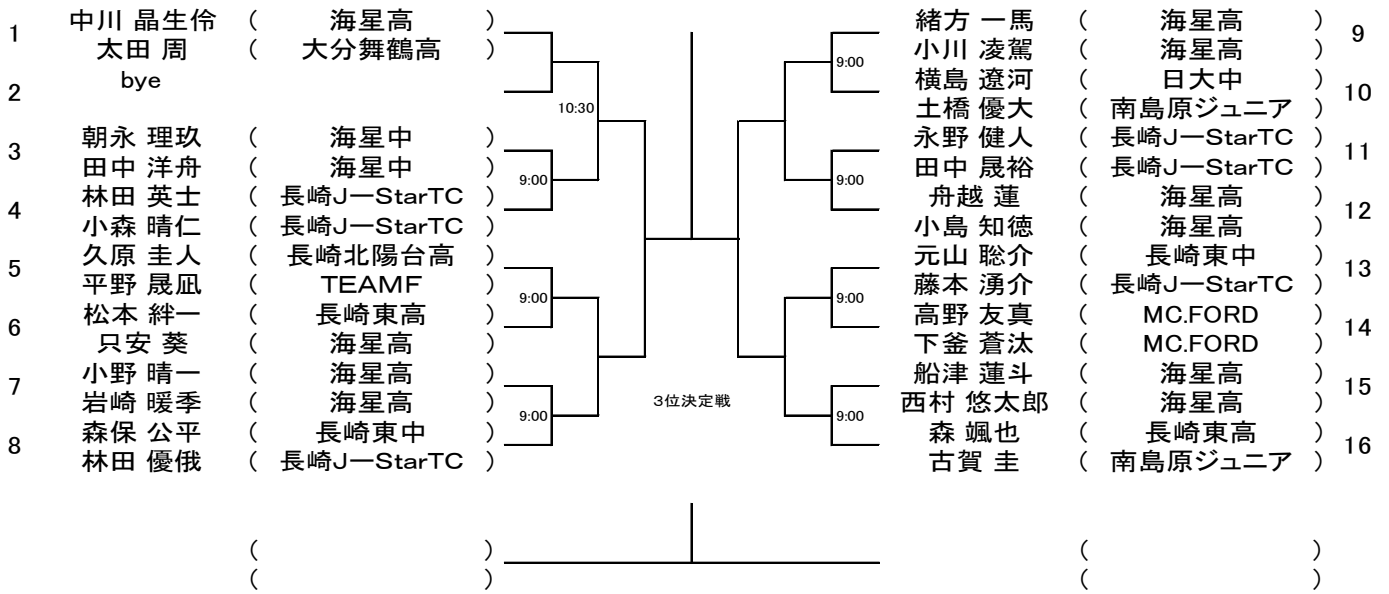 1 中川 晶生伶 ( 海星高 )
太田 周 ( 大分舞鶴高 )
2 bye
3 朝永 理玖 ( 海星中 )
田中 洋舟 ( 海星中 )
4 林田 英士 ( 長崎J－StarTC )
小森 晴仁 ( 長崎J－StarTC )
5 久原 圭人 ( 長崎北陽台高 )
平野 晟凪 ( TEAMF )
6 松本 絆一 ( 長崎東高 )
只安 葵 ( 海星高 )
7 小野 晴一 ( 海星高 )
岩崎 暖季 ( 海星高 )
8 森保 公平 ( 長崎東中 )
林田 優俄 ( 長崎J－StarTC )
10:30
9:00
9:00
9:00
緒方 一馬 ( 海星高 ) 9
小川 凌駕 ( 海星高 )
横島 遼河 ( 日大中 ) 10
土橋 優大 ( 南島原ジュニア )
永野 健人 ( 長崎J－StarTC ) 11
田中 晟裕 ( 長崎J－StarTC )
舟越 蓮 ( 海星高 ) 12
小島 知徳 ( 海星高 )
元山 聡介 ( 長崎東中 ) 13
藤本 湧介 ( 長崎J－StarTC )
高野 友真 ( MC.FORD ) 14
下釜 蒼汰 ( MC.FORD )
船津 蓮斗 ( 海星高 ) 15
西村 悠太郎 ( 海星高 )
森 颯也 ( 長崎東高 ) 16
古賀 圭 ( 南島原ジュニア )
9:00
9:00
9:00
9:00
3位決定戦
( ) ( )
( ) ( )